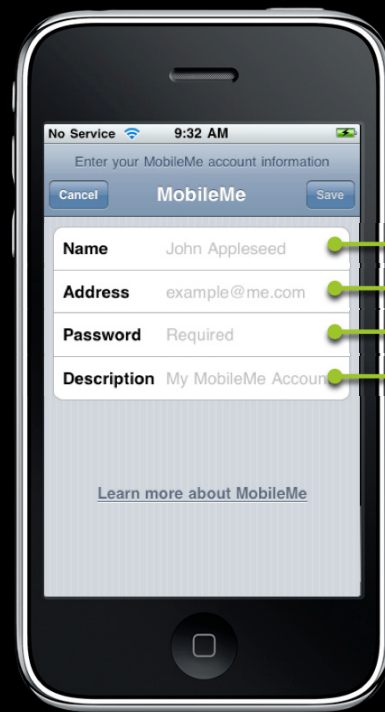 No Service 9:32 AM
Enter your MobileMe account information
Cancel MobileMe Save
Name John Appleseed
Address example@me.com
Password Required
Description My MobileMe Accoun
Learn more about MobileMe